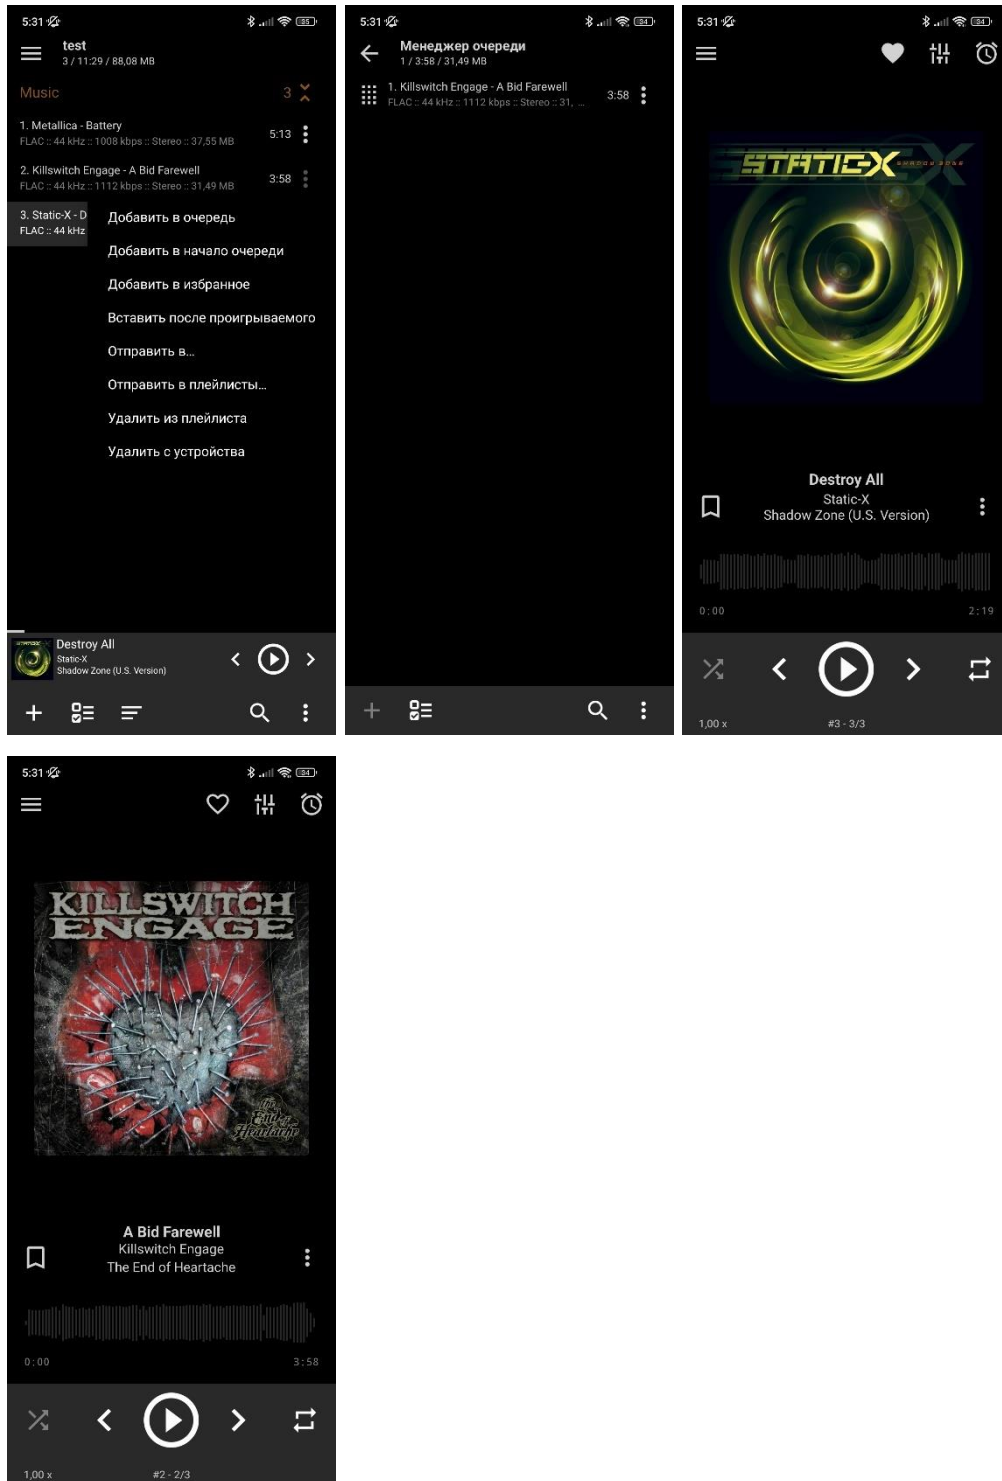 5:31
35
test
3 / 11:29 / 88,08 MB
Music
3
1. Metallica - Battery
FLAC :: 44 kHz :: 1008 kbps :: Stereo :: 37,55 MB
5:13
2. Killswitch Engage - A Bid Farewell
FLAC :: 44 kHz :: 1112 kbps :: Stereo :: 31,49 MB
3:58
3. Static-X - D
FLAC :: 44 kHz
Добавить в очередь
Добавить в начало очереди
Добавить в избранное
Вставить после проигрываемого
Отправить в...
Отправить в плейлисты...
Удалить из плейлиста
Удалить с устройства
Destroy All
Static-X
Shadow Zone (U.S. Version)
5:31
34
Менеджер очереди
1 / 3:58 / 31,49 MB
1. Killswitch Engage - A Bid Farewell
FLAC :: 44 kHz :: 1112 kbps :: Stereo :: 31, ...
3:58
5:31
34
STATIC-X
SHADOW ZONE
Destroy All
Static-X
Shadow Zone (U.S. Version)
0:00
2:19
1,00 x
#3 - 3/3
5:31
34
KILLSWITCH
ENGAGE
The
End of
Heartache
A Bid Farewell
Killswitch Engage
The End of Heartache
0:00
3:58
1,00 x
#2 - 2/3